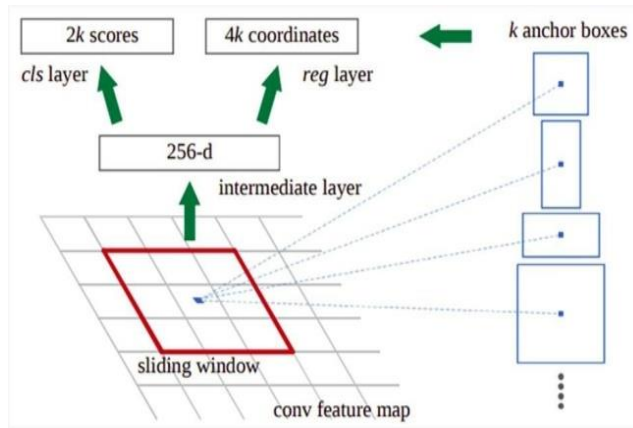 2k scores
4k coordinates
k anchor boxes
cls layer
reg layer
256-d
intermediate layer
sliding window
conv feature map